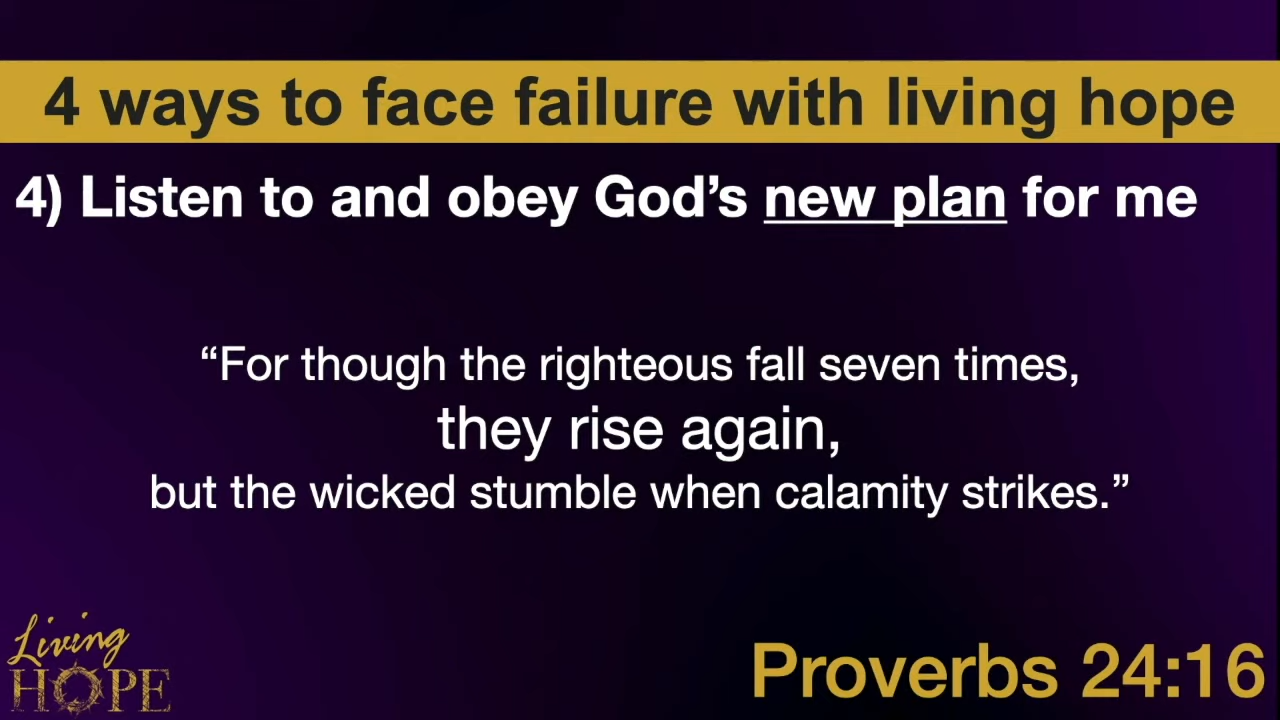 4 ways to face failure with living hope
4) Listen to and obey God’s new plan for me
“For though the righteous fall seven times,
they rise again,
but the wicked stumble when calamity strikes.”
Living
HOPE
Proverbs 24:16